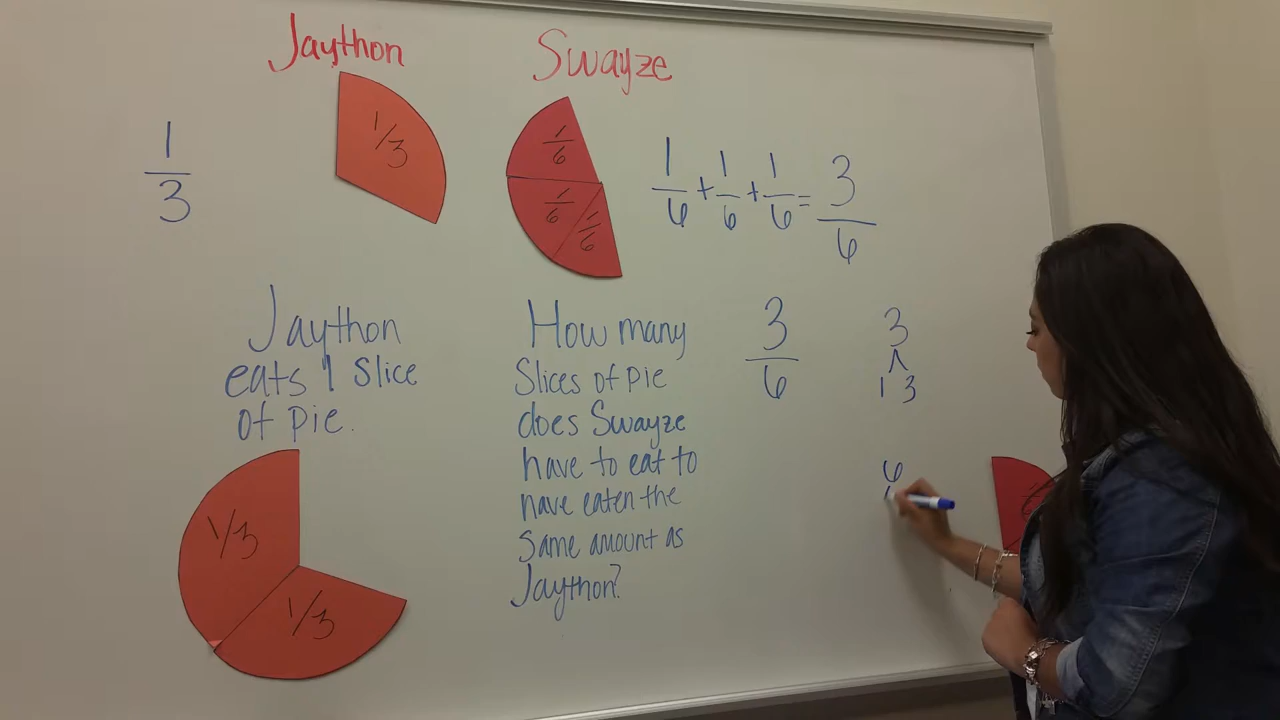 Jaython
Swayze
1
3
1/3
1/6
1/6
1/6
1/6 + 1/6 + 1/6 = 3/6
Jaython
eats 1 Slice
of pie.
How many
Slices of pie
does Swayze
have to eat to
have eaten the
Same amount as
Jaython?
3
6
3
1 3
6
1/3
1/3